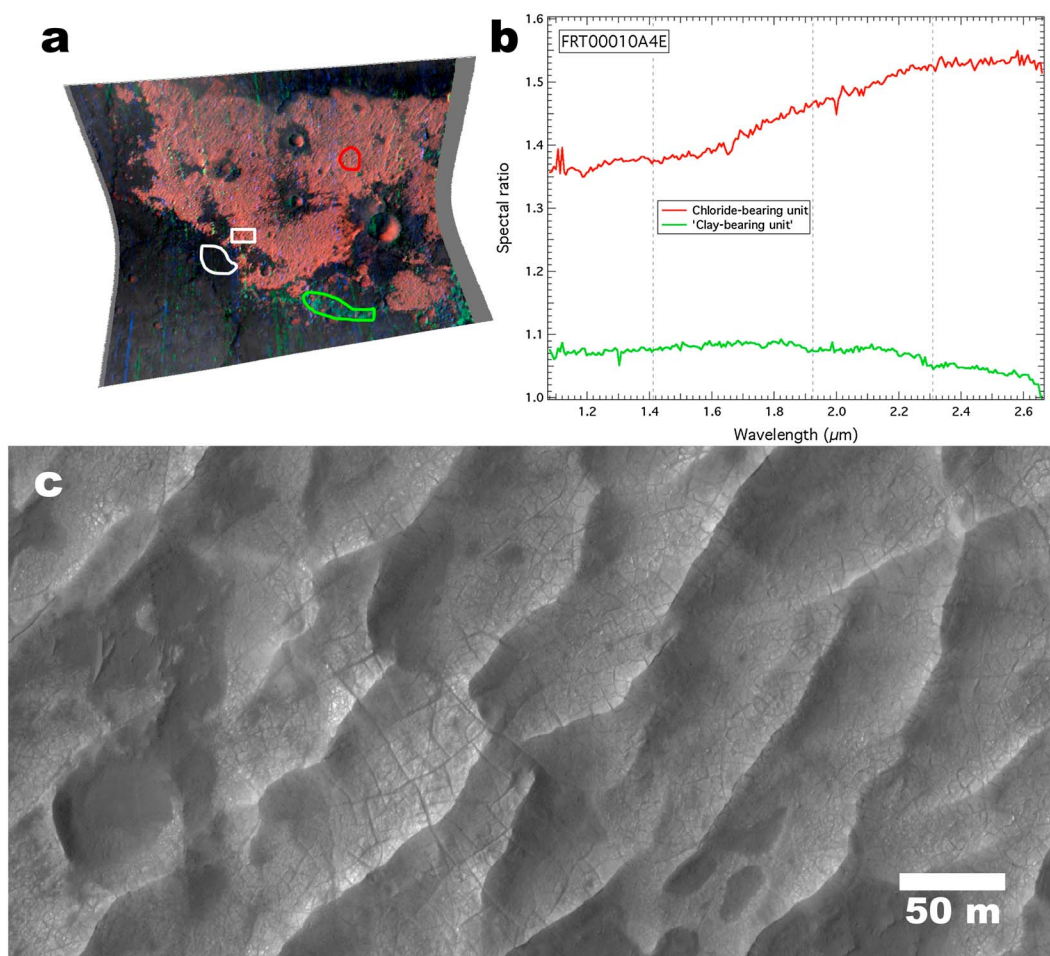 a
b
FRT00010A4E
1.6
1.5
1.4
1.3
1.2
1.1
1.0
Spectal ratio
Chloride-bearing unit
'Clay-bearing unit'
1.2 1.4 1.6 1.8 2.0 2.2 2.4 2.6
Wavelength (µm)
c
50 m